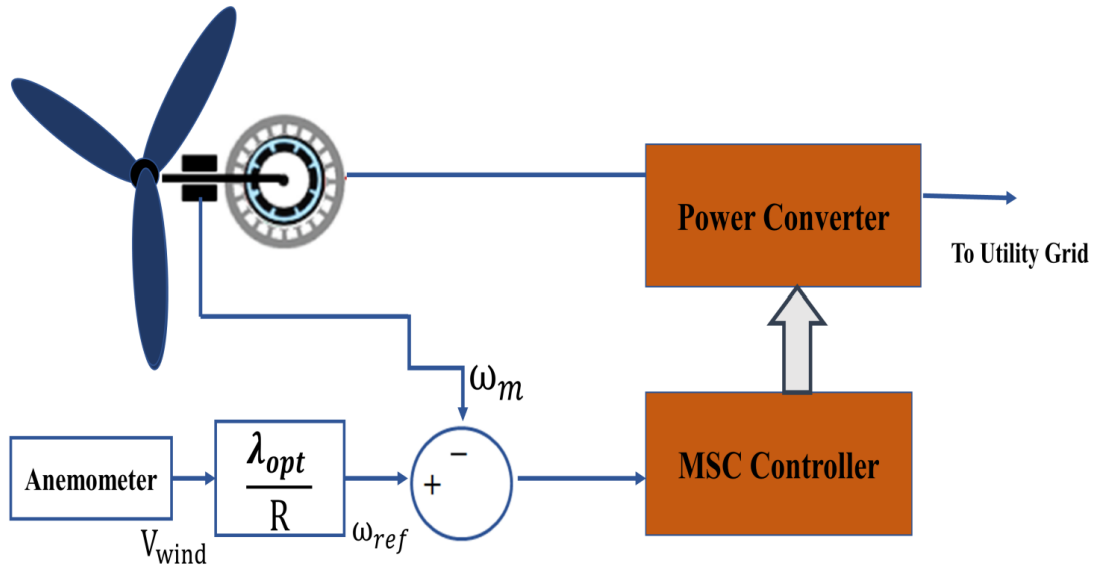 Power Converter
To Utility Grid
ω_m
λ_opt
R
Anemometer
V_wind
ω_ref
−
+
MSC Controller